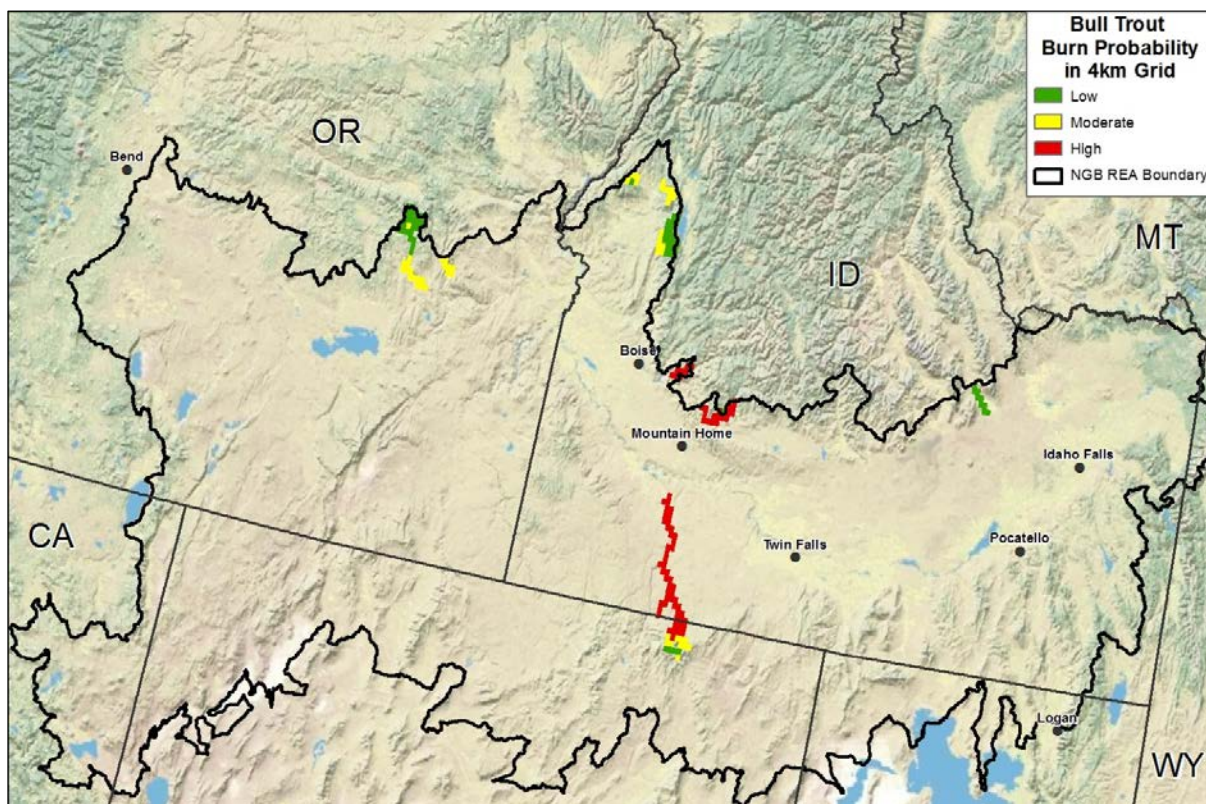 Bull Trout
Burn Probability
in 4km Grid
Low
Moderate
High
NGB REA Boundary
OR
Bend
MT
ID
Boise
Mountain Home
Idaho Falls
CA
Twin Falls
Pocatello
Logan
WY